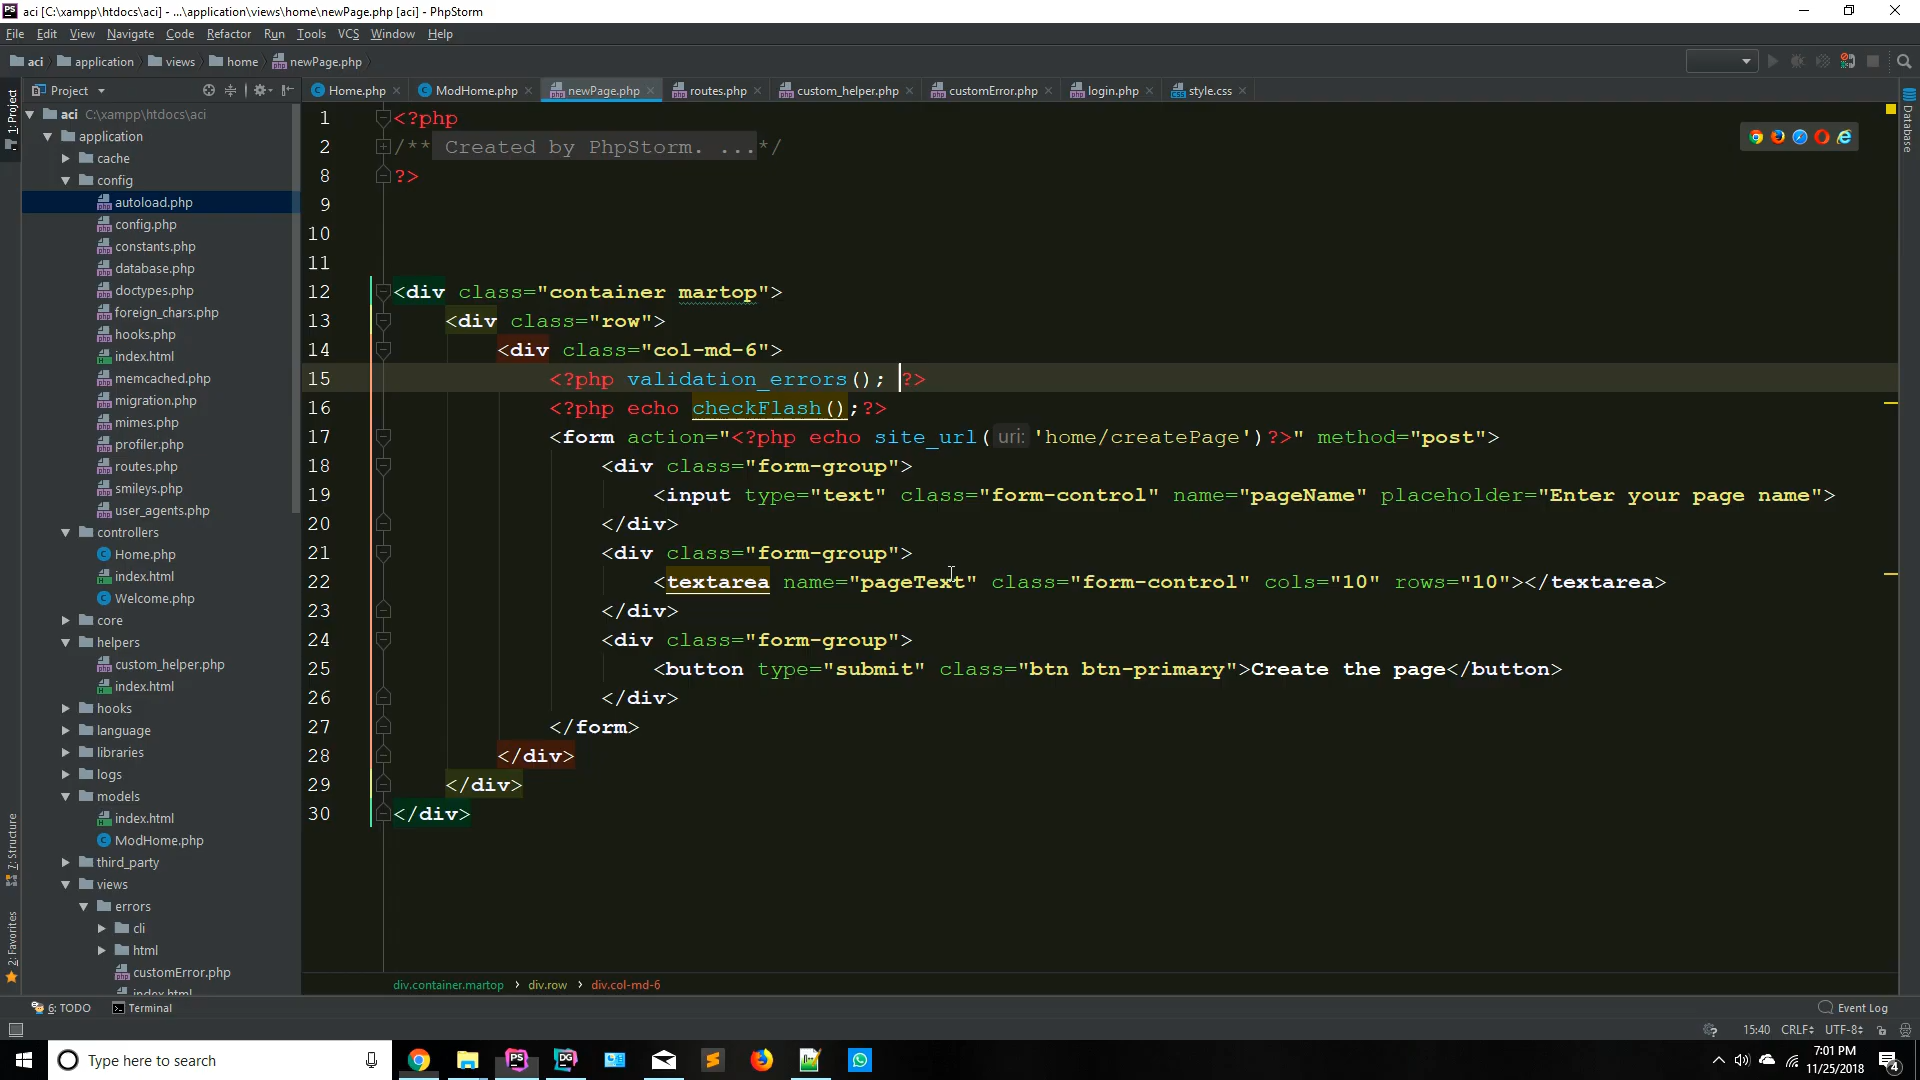 aci [C:\xampp\htdocs\aci] - ...\application\views\home\newPage.php [aci] - PhpStorm
File Edit View Navigate Code Refactor Run Tools VCS Window Help
aci application views home newPage.php
Project
Home.php ModHome.php newPage.php routes.php custom_helper.php customError.php login.php style.css
1: Project
7: Structure
2: Favorites
Database
aci C:\xampp\htdocs\aci
application
cache
config
autoload.php
config.php
constants.php
database.php
doctypes.php
foreign_chars.php
hooks.php
index.html
memcached.php
migration.php
mimes.php
profiler.php
routes.php
smileys.php
user_agents.php
controllers
Home.php
index.html
Welcome.php
core
helpers
custom_helper.php
index.html
hooks
language
libraries
logs
models
index.html
ModHome.php
third_party
views
errors
cli
html
customError.php
index.html
1 <?php
2 /** Created by PhpStorm. ...*/
8 ?>
9
10
11
12 <div class="container martop">
13 <div class="row">
14 <div class="col-md-6">
15 <?php validation_errors(); ?>
16 <?php echo checkFlash();?>
17 <form action="<?php echo site_url( uri: 'home/createPage')?>" method="post">
18 <div class="form-group">
19 <input type="text" class="form-control" name="pageName" placeholder="Enter your page name">
20 </div>
21 <div class="form-group">
22 <textarea name="pageText" class="form-control" cols="10" rows="10"></textarea>
23 </div>
24 <div class="form-group">
25 <button type="submit" class="btn btn-primary">Create the page</button>
26 </div>
27 </form>
28 </div>
29 </div>
30 </div>
div.container.martop › div.row › div.col-md-6
6: TODO Terminal Event Log
15:40 CRLF UTF-8
Type here to search
7:01 PM
11/25/2018
4